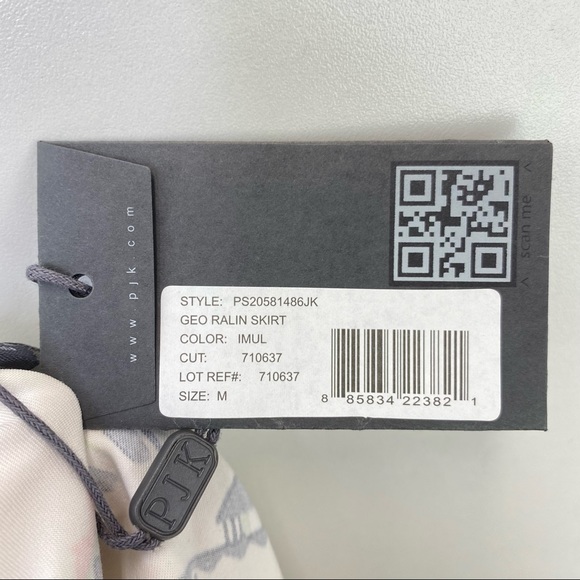 www.pjk.com
scan me
STYLE: PS20581486JK
GEO RALIN SKIRT
COLOR: IMUL
CUT: 710637
LOT REF#: 710637
SIZE: M
8 85834 22382 1
PJK